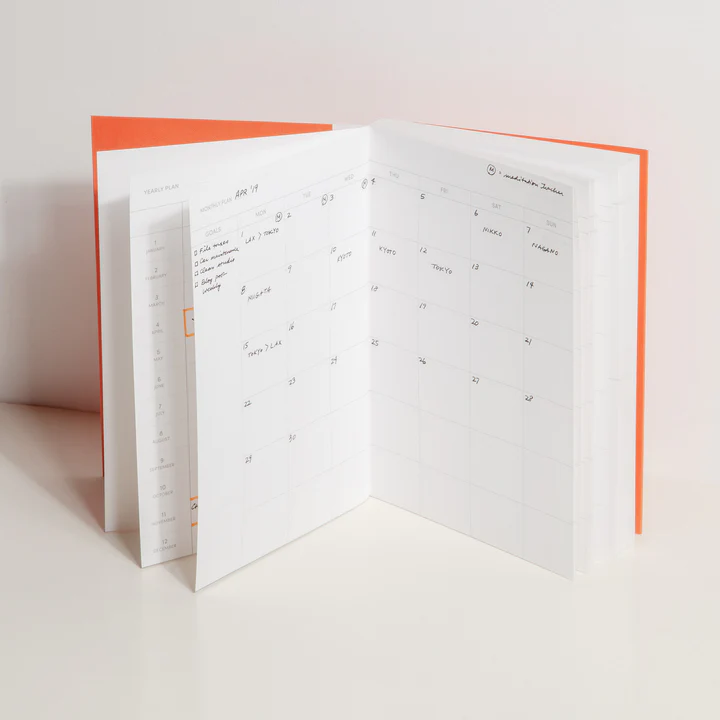 YEARLY PLAN
MONTHLY PLAN APR '19
M = meditation tracker
GOALS MON TUE WED THU FRI SAT SUN
File taxes
Car maintenance
Clean studio
Blog post
weekly
1 M 2 M 3 M 4 5 6 7
LAX > TOKYO NIKKO NAGANO
8 9 10 11 12 13 14
NIIGATA KYOTO KYOTO TOKYO
15 16 17 18 19 20 21
TOKYO > LAX
22 23 24 25 26 27 28
29 30
1
JANUARY
2
FEBRUARY
3
MARCH
4
APRIL
5
MAY
6
JUNE
7
JULY
8
AUGUST
9
SEPTEMBER
10
OCTOBER
11
NOVEMBER
12
DECEMBER